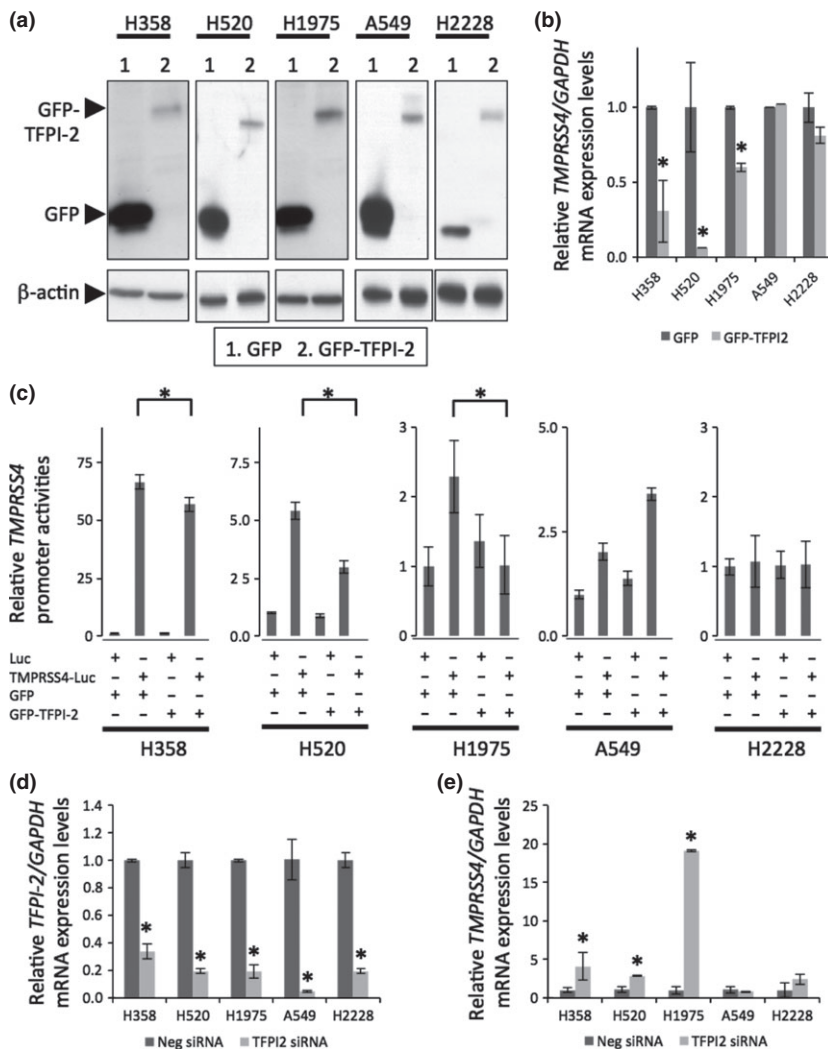 (a)
H358 H520 H1975 A549 H2228
1 2 1 2 1 2 1 2 1 2
GFP-
TFPI-2
GFP
β-actin
1. GFP 2. GFP-TFPI-2
(b)
Relative TMPRSS4/GAPDH
mRNA expression levels
1.0
0.5
0.0
* * *
H358 H520 H1975 A549 H2228
GFP GFP-TFPI2
(c)
Relative TMPRSS4
promoter activities
* * *
75 7.5 3 5.0 3
50 5.0 2 2.5 2
25 2.5 1 1
0 0.0 0 0.0 0
Luc + – + – + – + – + – + – + – + – + – + –
TMPRSS4-Luc – + – + – + – + – + – + – + – + – + – +
GFP + + – – + + – – + + – – + + – – + + – –
GFP-TFPI-2 – – + + – – + + – – + + – – + + – – + +
H358 H520 H1975 A549 H2228
(d)
Relative TFPI-2/GAPDH
mRNA expression levels
1.4
1.2
1.0
0.8
0.6
0.4
0.2
0.0
* * * * *
H358 H520 H1975 A549 H2228
Neg siRNA TFPI2 siRNA
(e)
Relative TMPRSS4/GAPDH
mRNA expression levels
25
20
15
10
5
0
* * *
H358 H520 H1975 A549 H2228
Neg siRNA TFPI2 siRNA